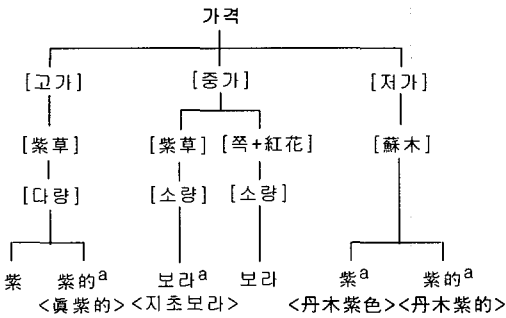 가격
[고가] [중가] [저가]
[紫草] [紫草] [쪽+紅花] [蘇木]
[다량] [소량] [소량]
紫 紫的a 보라a 보라 紫a 紫的a
<眞紫的> <지초보라> <丹木紫色> <丹木紫的>